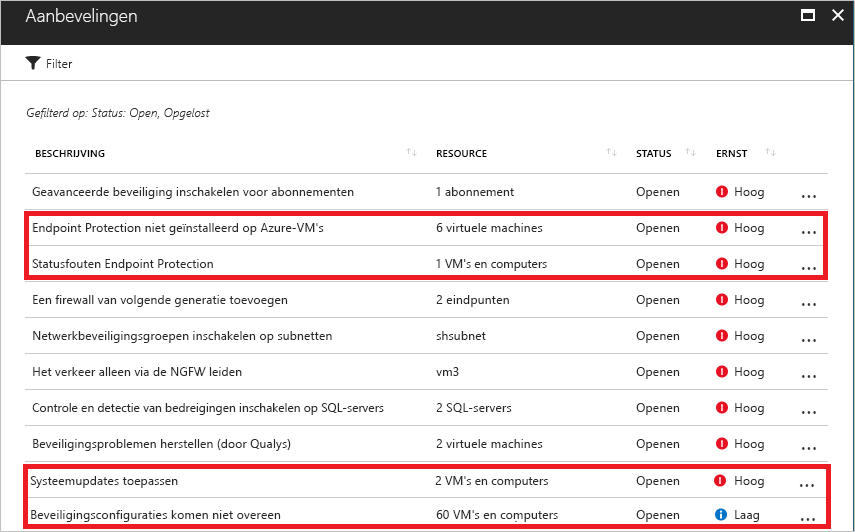 Aanbevelingen
Filter
Gefilterd op: Status: Open, Opgelost
BESCHRIJVING RESOURCE STATUS ERNST
Geavanceerde beveiliging inschakelen voor abonnementen 1 abonnement Openen Hoog ...
Endpoint Protection niet geïnstalleerd op Azure-VM's 6 virtuele machines Openen Hoog ...
Statusfouten Endpoint Protection 1 VM's en computers Openen Hoog ...
Een firewall van volgende generatie toevoegen 2 eindpunten Openen Hoog ...
Netwerkbeveiligingsgroepen inschakelen op subnetten shsubnet Openen Hoog ...
Het verkeer alleen via de NGFW leiden vm3 Openen Hoog ...
Controle en detectie van bedreigingen inschakelen op SQL-servers 2 SQL-servers Openen Hoog ...
Beveiligingsproblemen herstellen (door Qualys) 2 virtuele machines Openen Hoog ...
Systeemupdates toepassen 2 VM's en computers Openen Hoog ...
Beveiligingsconfiguraties komen niet overeen 60 VM's en computers Openen Laag ...